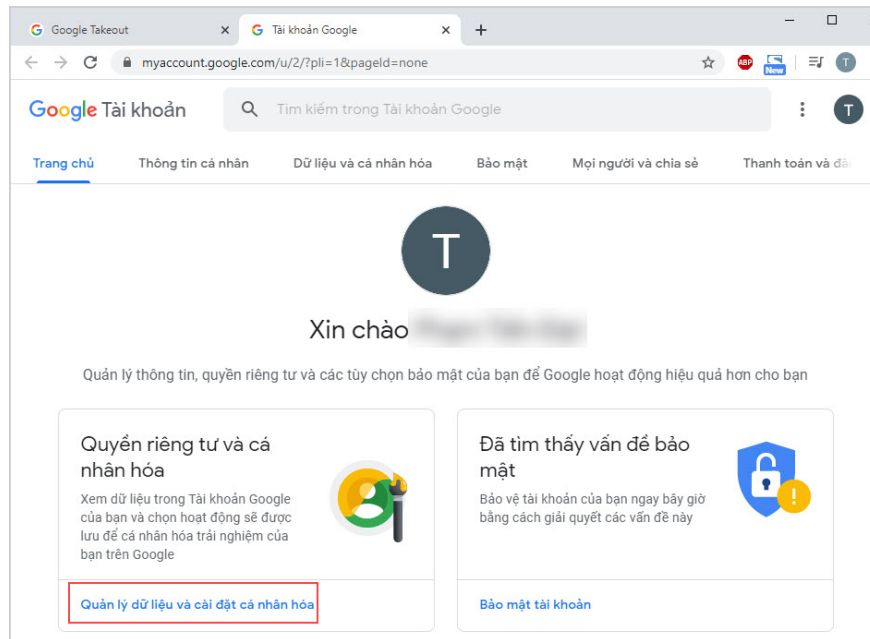 Google Takeout
Tài khoản Google
myaccount.google.com/u/2/?pli=1&pageId=none
ABP
New
T
Google Tài khoản
Tìm kiếm trong Tài khoản Google
T
Trang chủ
Thông tin cá nhân
Dữ liệu và cá nhân hóa
Bảo mật
Mọi người và chia sẻ
Thanh toán và
T
Xin chào
Quản lý thông tin, quyền riêng tư và các tùy chọn bảo mật của bạn để Google hoạt động hiệu quả hơn cho bạn
Quyền riêng tư và cá
nhân hóa
Xem dữ liệu trong Tài khoản Google
của bạn và chọn hoạt động sẽ được
lưu để cá nhân hóa trải nghiệm của
bạn trên Google
Quản lý dữ liệu và cài đặt cá nhân hóa
Đã tìm thấy vấn đề bảo
mật
Bảo vệ tài khoản của bạn ngay bây giờ
bằng cách giải quyết các vấn đề này
Bảo mật tài khoản